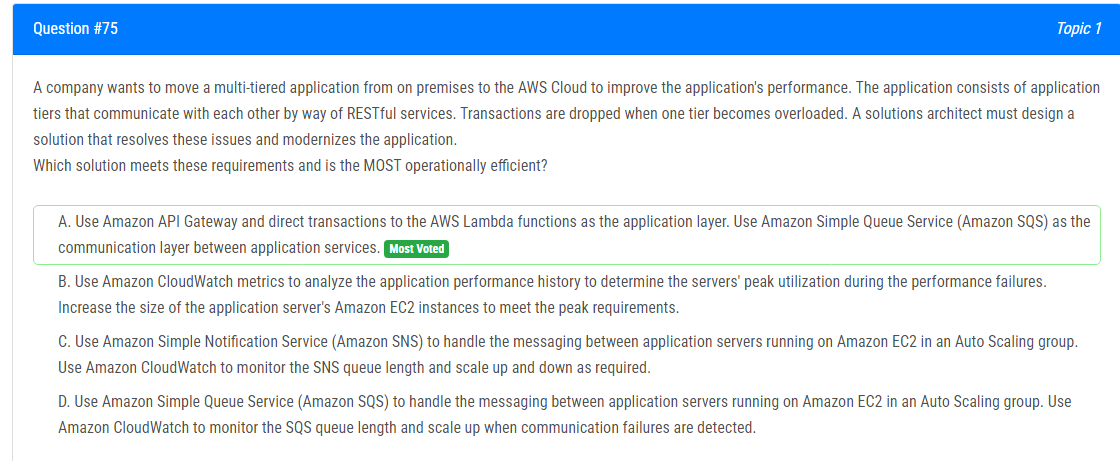 Question #75
Topic 1
A company wants to move a multi-tiered application from on premises to the AWS Cloud to improve the application's performance. The application consists of application
tiers that communicate with each other by way of RESTful services. Transactions are dropped when one tier becomes overloaded. A solutions architect must design a
solution that resolves these issues and modernizes the application.
Which solution meets these requirements and is the MOST operationally efficient?
A. Use Amazon API Gateway and direct transactions to the AWS Lambda functions as the application layer. Use Amazon Simple Queue Service (Amazon SQS) as the
communication layer between application services. Most Voted
B. Use Amazon CloudWatch metrics to analyze the application performance history to determine the servers' peak utilization during the performance failures.
Increase the size of the application server's Amazon EC2 instances to meet the peak requirements.
C. Use Amazon Simple Notification Service (Amazon SNS) to handle the messaging between application servers running on Amazon EC2 in an Auto Scaling group.
Use Amazon CloudWatch to monitor the SNS queue length and scale up and down as required.
D. Use Amazon Simple Queue Service (Amazon SQS) to handle the messaging between application servers running on Amazon EC2 in an Auto Scaling group. Use
Amazon CloudWatch to monitor the SQS queue length and scale up when communication failures are detected.